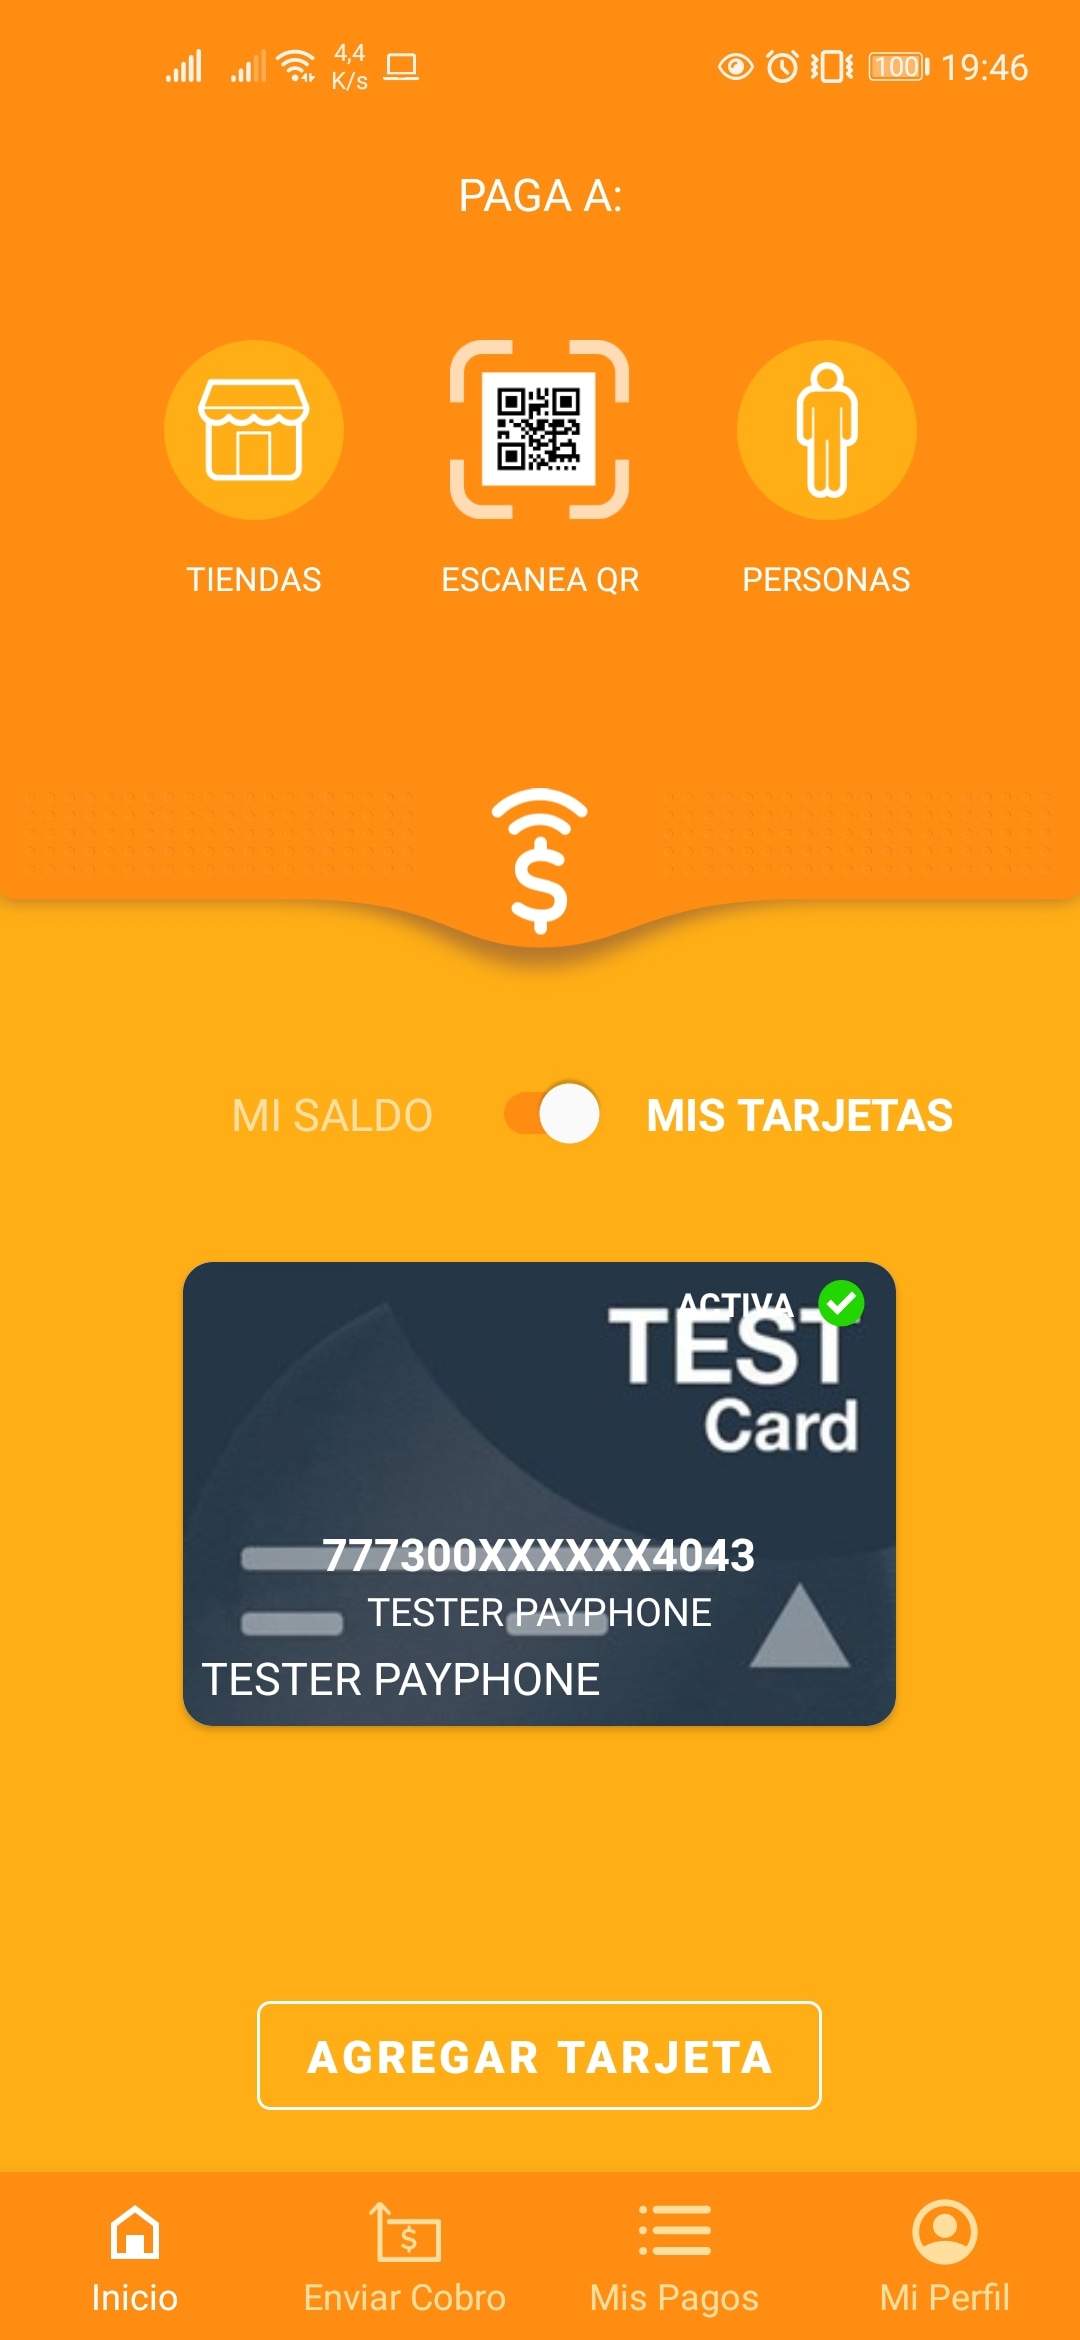 4,4
K/s
100 19:46
PAGA A:
TIENDAS
ESCANEA QR
PERSONAS
$
MI SALDO
MIS TARJETAS
ACTIVA
TEST
Card
777300XXXXXX4043
TESTER PAYPHONE
TESTER PAYPHONE
AGREGAR TARJETA
$
Inicio
Enviar Cobro
Mis Pagos
Mi Perfil